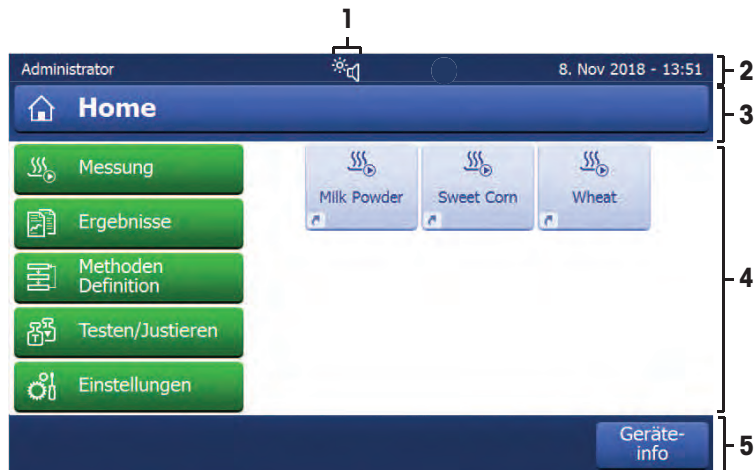 1
Administrator
8. Nov 2018 - 13:51
2
Home
3
Messung
Ergebnisse
Methoden
Definition
Testen/Justieren
Einstellungen
Milk Powder
Sweet Corn
Wheat
4
Geräte-
info
5